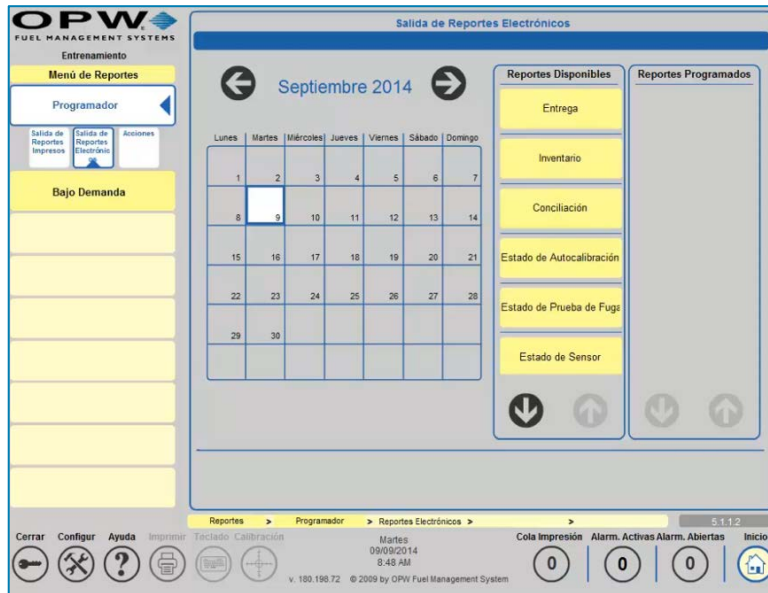 OPW
FUEL MANAGEMENT SYSTEMS
Entrenamiento
Menú de Reportes
Programador
Salida de Reportes Impresos
Salida de Reportes Electrónic os
Acciones
Bajo Demanda
Salida de Reportes Electrónicos
Septiembre 2014
Lunes Martes Miércoles Jueves Viernes Sábado Domingo
1 2 3 4 5 6 7
8 9 10 11 12 13 14
15 16 17 18 19 20 21
22 23 24 25 26 27 28
29 30
Reportes Disponibles
Entrega
Inventario
Conciliación
Estado de Autocalibración
Estado de Prueba de Fuga
Estado de Sensor
Reportes Programados
Reportes > Programador > Reportes Electrónicos > >
5.1.1.2
Cerrar Configur Ayuda Imprimir Teclado Calibración
Martes
09/09/2014
8:48 AM
v. 180.198.72 © 2009 by OPW Fuel Management System
Cola Impresión Alarm. Activas Alarm. Abiertas Inicio
0 0 0